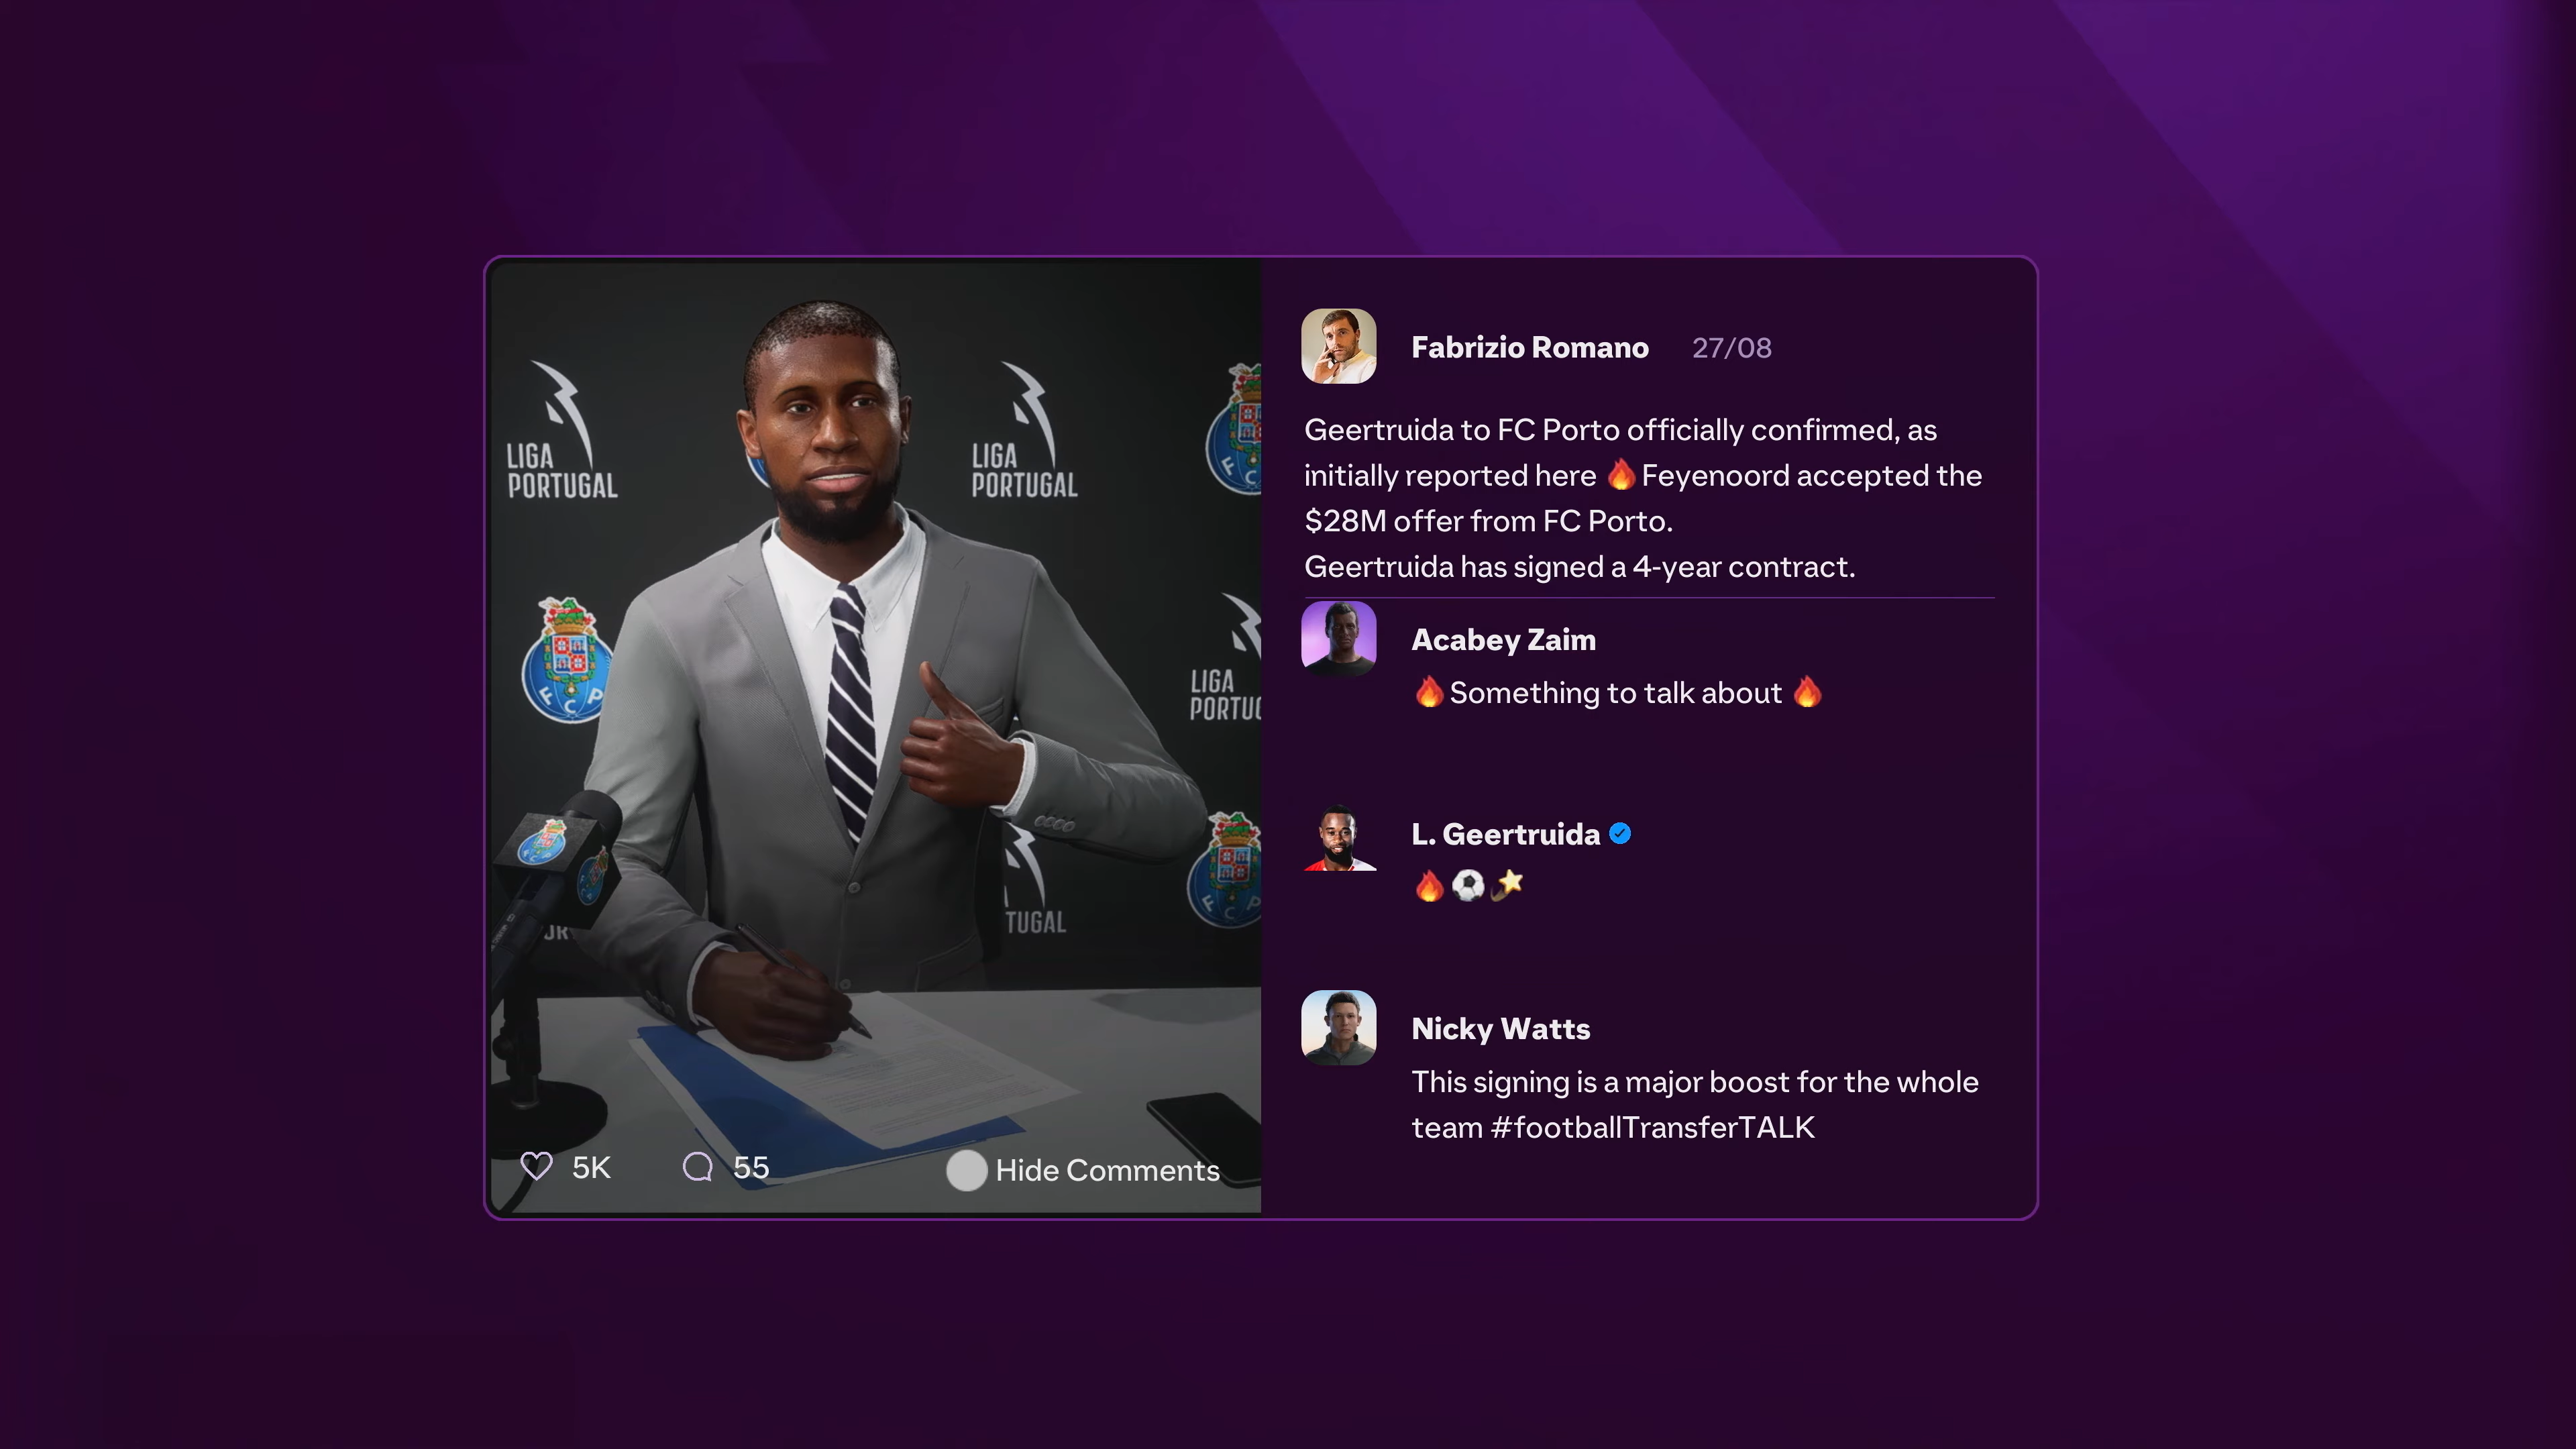 LIGA
PORTUGAL
LIGA
PORTUGAL
FCP
LIGA
TUGAL
5K
55
Hide Comments
Fabrizio Romano 27/08
Geertruida to FC Porto officially confirmed, as
initially reported here 🔥 Feyenoord accepted the
$28M offer from FC Porto.
Geertruida has signed a 4-year contract.
Acabey Zaim
🔥 Something to talk about 🔥
L. Geertruida
🔥⚽💫
Nicky Watts
This signing is a major boost for the whole
team #footballTransferTALK